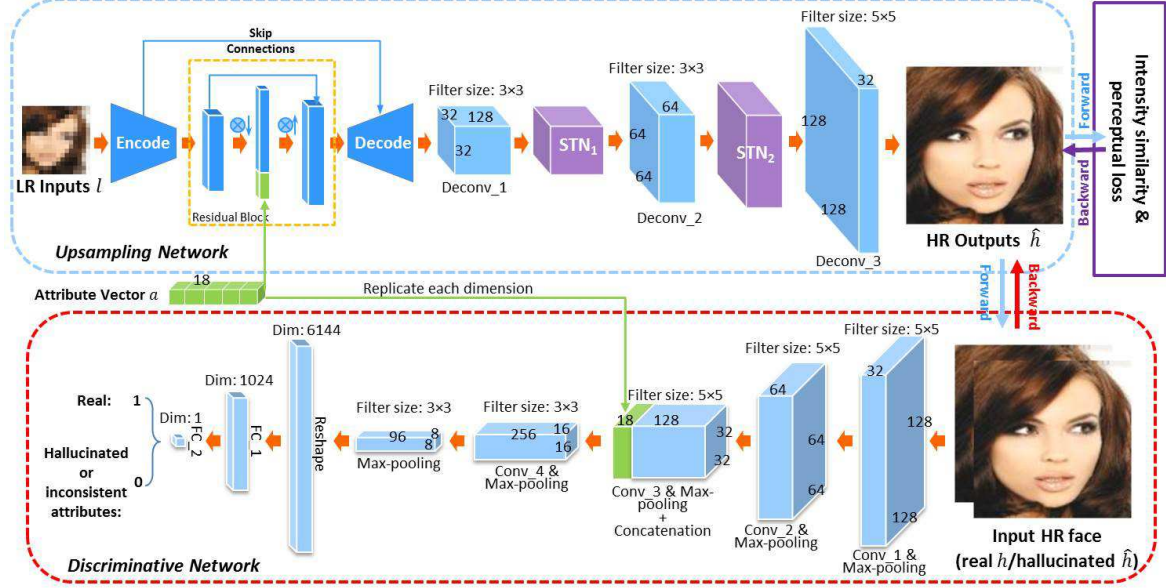 Skip
Connections
Encode
Residual Block
Decode
LR Inputs l
Filter size: 3×3
32
128
32
Deconv_1
STN1
Filter size: 3×3
64
64
64
Deconv_2
STN2
Filter size: 5×5
32
128
128
Deconv_3
HR Outputs ĥ
Forward
Backward
Intensity similarity &
perceptual loss
Upsampling Network
Forward
Backward
Attribute Vector a
18
Replicate each dimension
Input HR face
(real h/hallucinated ĥ)
Filter size: 5×5
32
128
128
Conv_1 &
Max-pooling
Filter size: 5×5
64
64
64
Conv_2 &
Max-pooling
Filter size: 5×5
18
128
32
32
Conv_3 & Max-
pooling
+
Concatenation
Filter size: 3×3
256
16
16
Conv_4 &
Max-pooling
Filter size: 3×3
96
8
8
Max-pooling
Dim: 6144
Reshape
Dim: 1024
FC_1
Dim: 1
FC_2
Real: 1
Hallucinated
or
inconsistent
attributes:
0
Discriminative Network